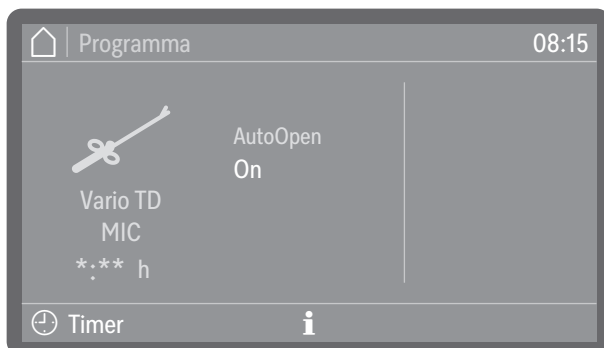 Programma
08:15
AutoOpen
On
Vario TD
MIC
*:** h
Timer
i